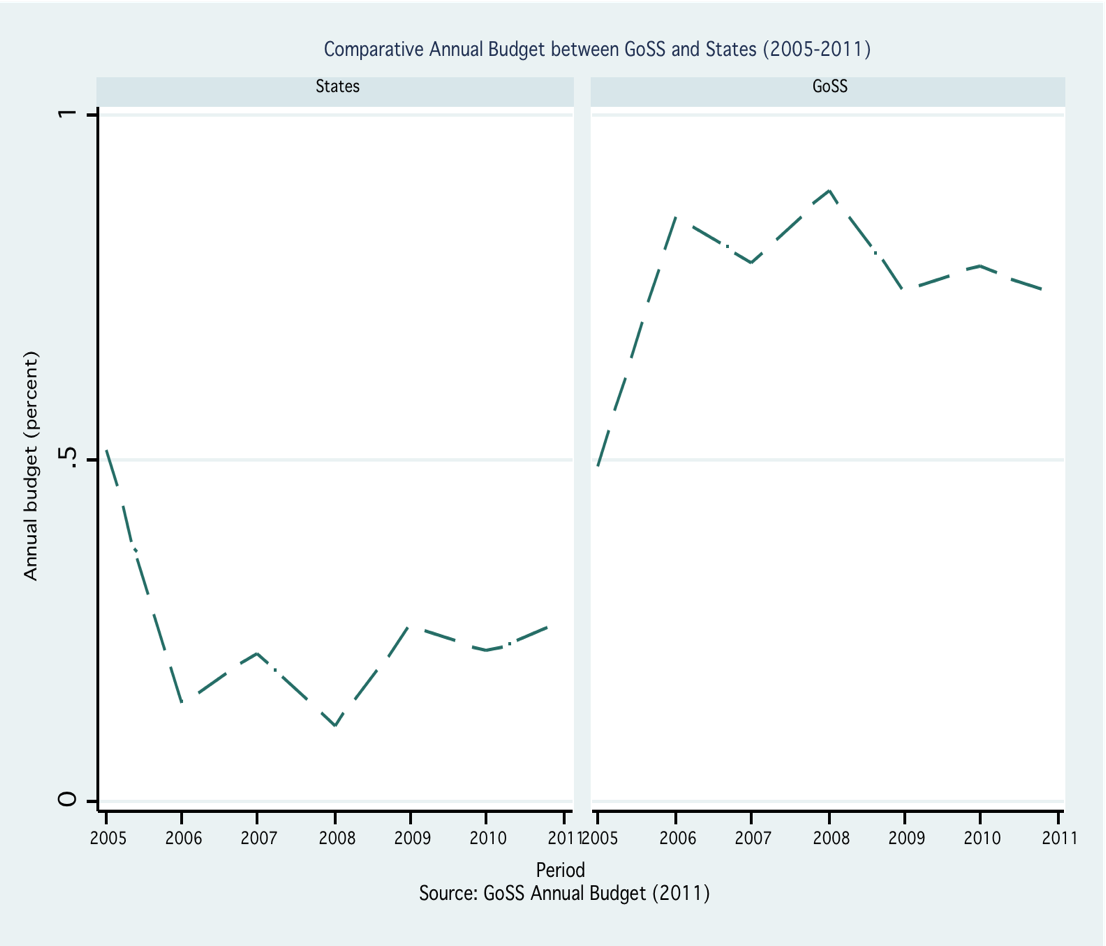 Comparative Annual Budget between GoSS and States (2005-2011)
States
GoSS
Annual budget (percent)
1
.5
0
2005 2006 2007 2008 2009 2010 2011
2005 2006 2007 2008 2009 2010 2011
Period
Source: GoSS Annual Budget (2011)